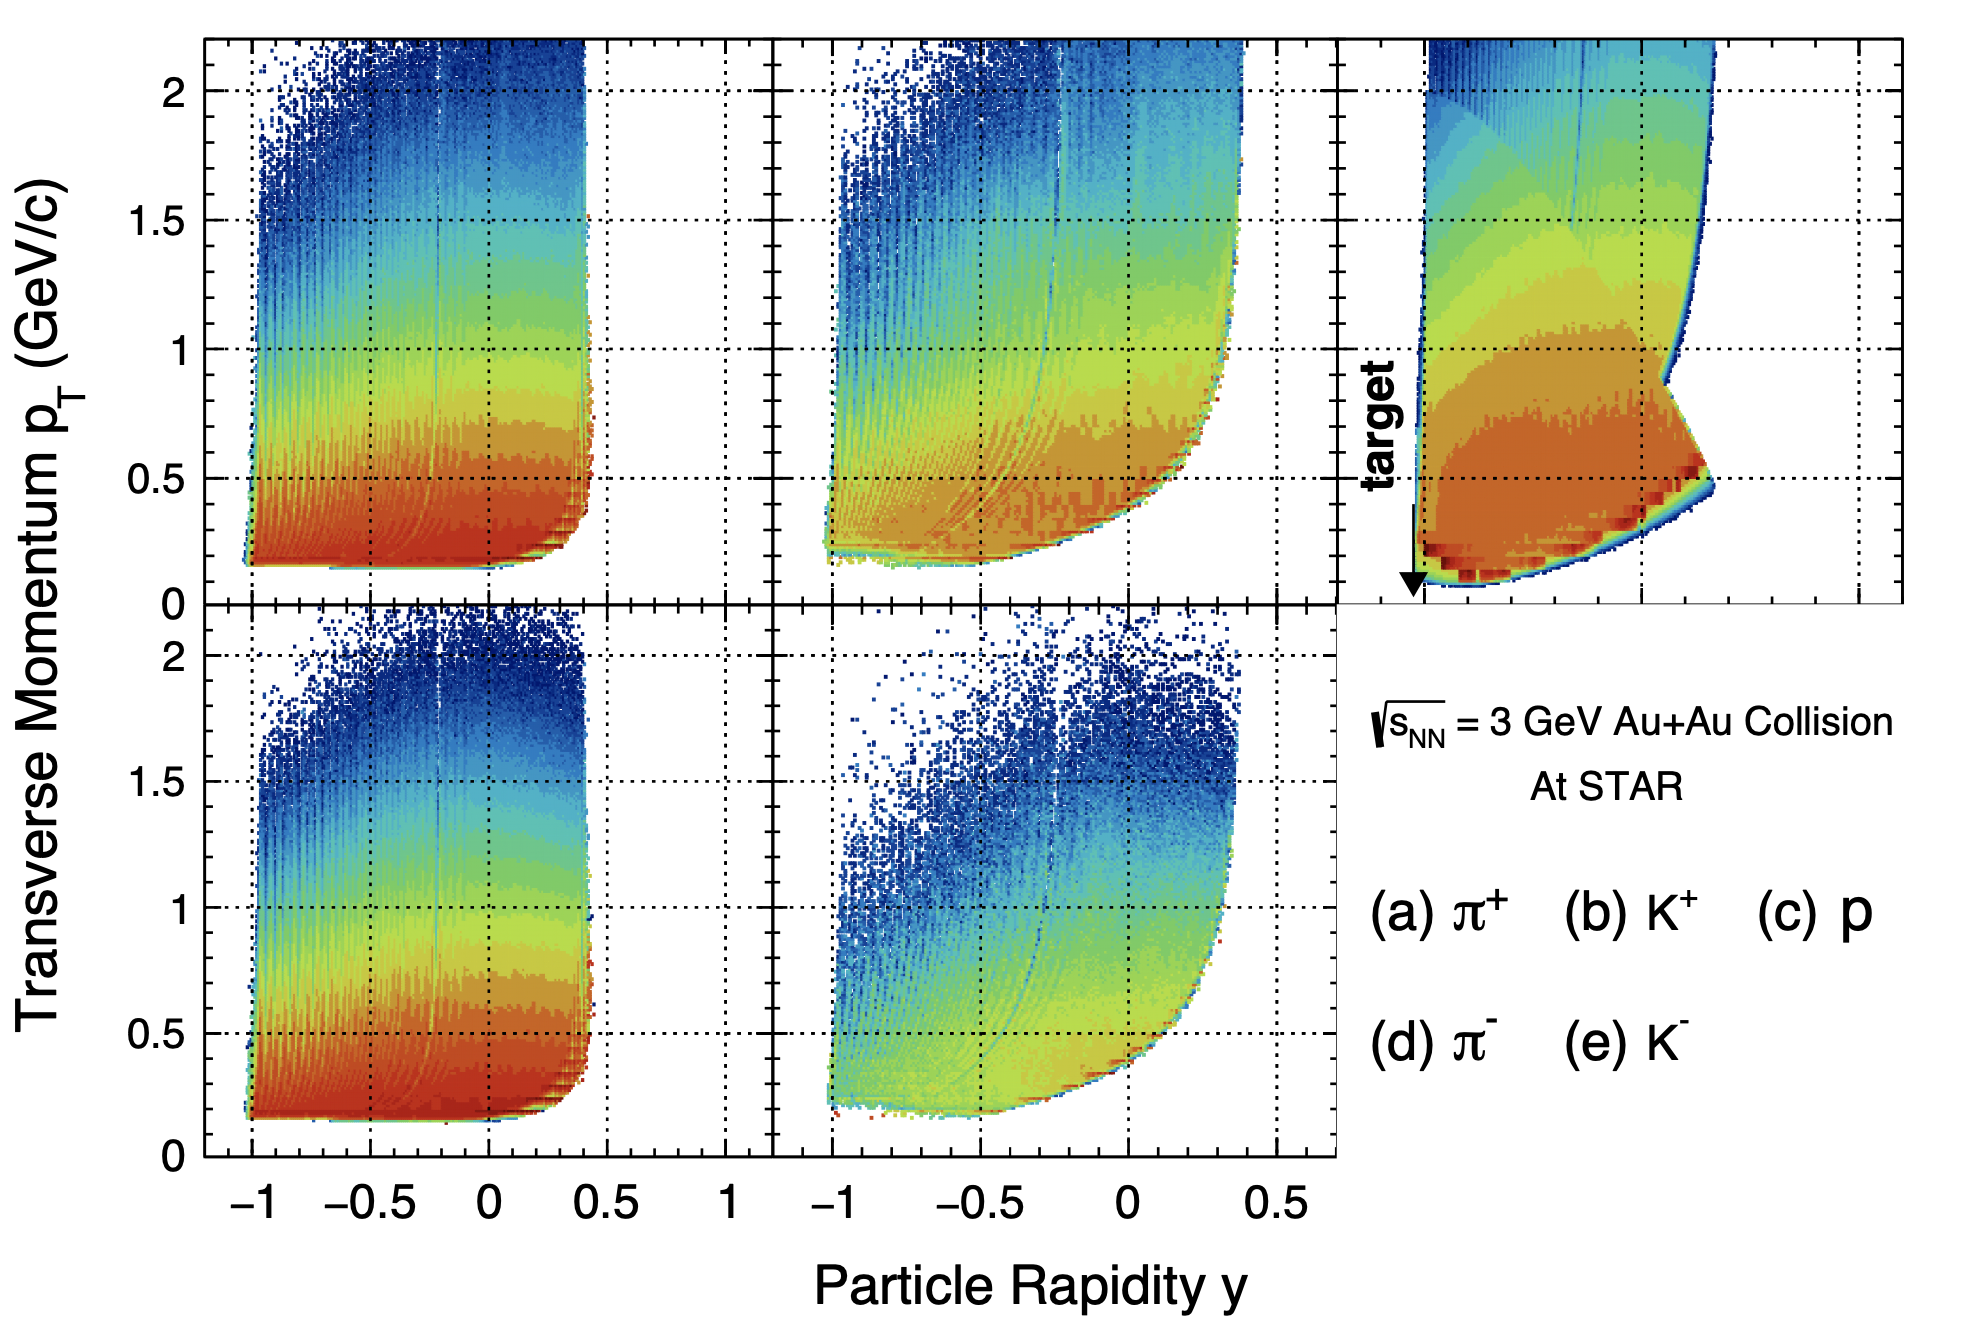 Transverse Momentum p_T (GeV/c)
2
1.5
1
0.5
0
target
2
1.5
1
0.5
0
√s_NN = 3 GeV Au+Au Collision
At STAR
(a) π⁺ (b) K⁺ (c) p
(d) π⁻ (e) K⁻
−1 −0.5 0 0.5 1 −1 −0.5 0 0.5
Particle Rapidity y